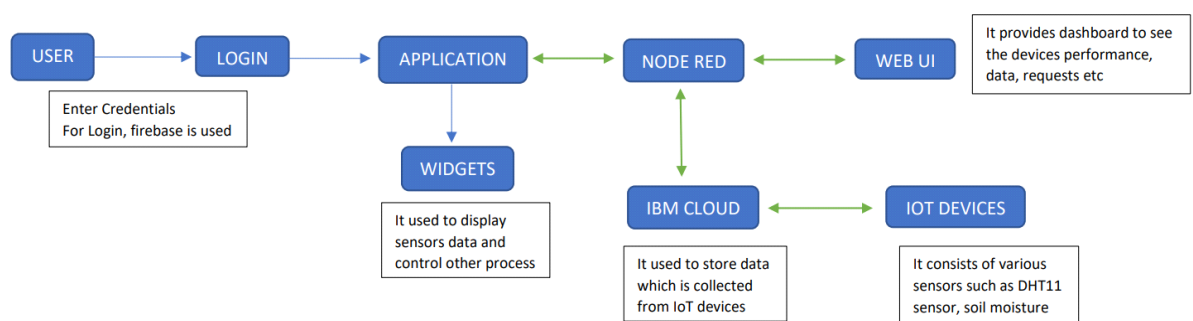 USER
LOGIN
APPLICATION
NODE RED
WEB UI
It provides dashboard to see
the devices performance,
data, requests etc
Enter Credentials
For Login, firebase is used
WIDGETS
It used to display
sensors data and
control other process
IBM CLOUD
IOT DEVICES
It used to store data
which is collected
from IoT devices
It consists of various
sensors such as DHT11
sensor, soil moisture